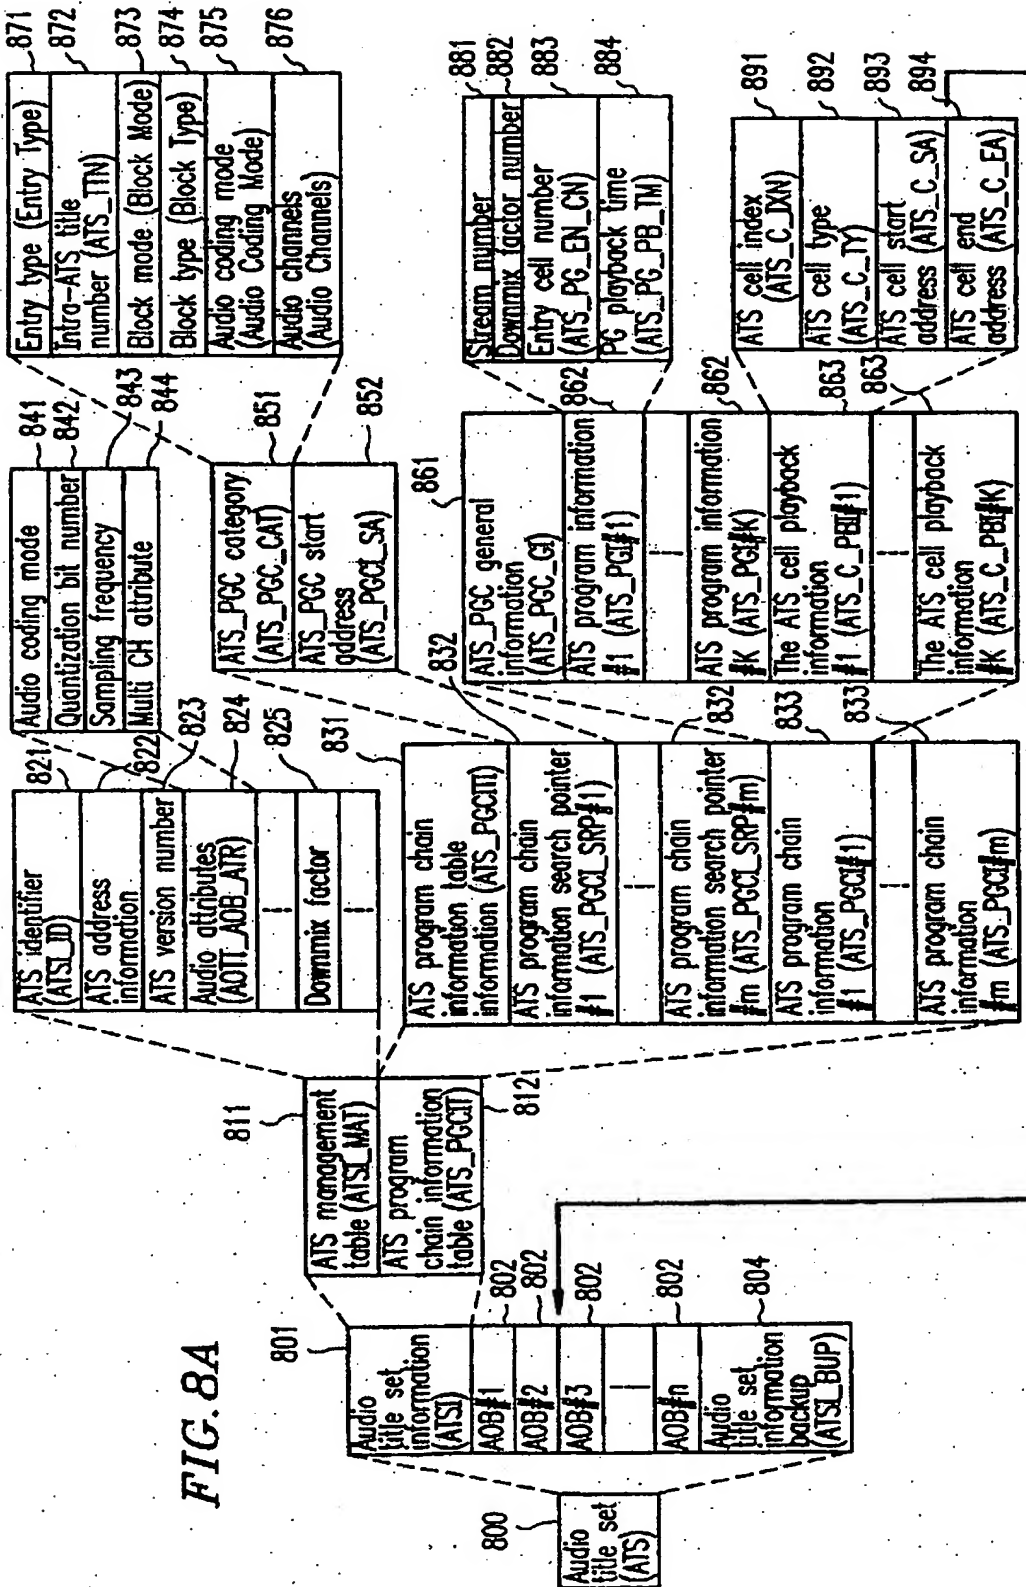 FIG. 8A
800
Audio
title set
(ATS)
801
Audio
title set
information
(ATSI)
AOB#1
AOB#2
AOB#3
AOB#n
Audio
title set
information
backup
(ATSI_BUP)
802
802
802
802
804
811
ATS management
table (ATSI_MAT)
ATS program
chain information
table (ATS_PGCIT)
812
821
822
823
824
825
ATS identifier
(ATSI_ID)
ATS address
information
ATS version number
Audio attributes
(AOTT_AOB_ATR)
Downmix factor
831
832
832
833
833
ATS program chain
information table
information (ATS_PGCITI)
ATS program chain
information search pointer
#1 (ATS_PGCI_SRP#1)
ATS program chain
information search pointer
#m (ATS_PGCI_SRP#m)
ATS program chain
information
#1 (ATS_PGCI#1)
ATS program chain
information
#m (ATS_PGCI#m)
841
842
843
844
Audio coding mode
Quantization bit number
Sampling frequency
Multi CH attribute
851
852
ATS_PGC category
(ATS_PGC_CAT)
ATS_PGC start
address
(ATS_PGCI_SA)
861
862
862
863
863
ATS_PGC general
information
(ATS_PGC_GI)
ATS program information
#1 (ATS_PGI#1)
ATS program information
#K (ATS_PGI#K)
The ATS cell playback
information
#1 (ATS_C_PBI#1)
The ATS cell playback
information
#K (ATS_C_PBI#K)
871
872
873
874
875
876
Entry type (Entry Type)
Intra-ATS title
number (ATS_TTN)
Block mode (Block Mode)
Block type (Block Type)
Audio coding mode
(Audio Coding Mode)
Audio channels
(Audio Channels)
881
882
883
884
Stream number
Downmix factor number
Entry cell number
(ATS_PG_EN_CN)
PG playback time
(ATS_PG_PB_TM)
891
892
893
894
ATS cell index
(ATS_C_IXN)
ATS cell type
(ATS_C_TY)
ATS cell start
address (ATS_C_SA)
ATS cell end
address (ATS_C_EA)